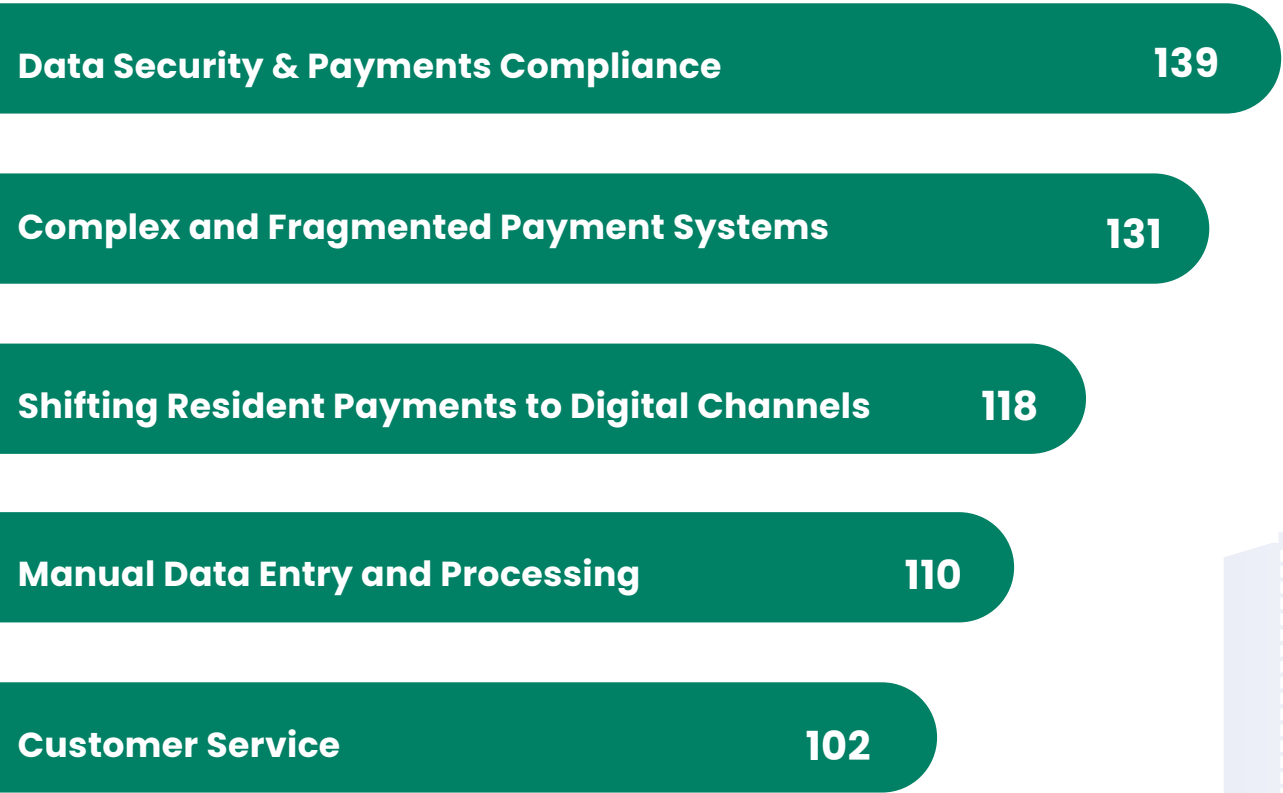 Data Security & Payments Compliance 139
Complex and Fragmented Payment Systems 131
Shifting Resident Payments to Digital Channels 118
Manual Data Entry and Processing 110
Customer Service 102